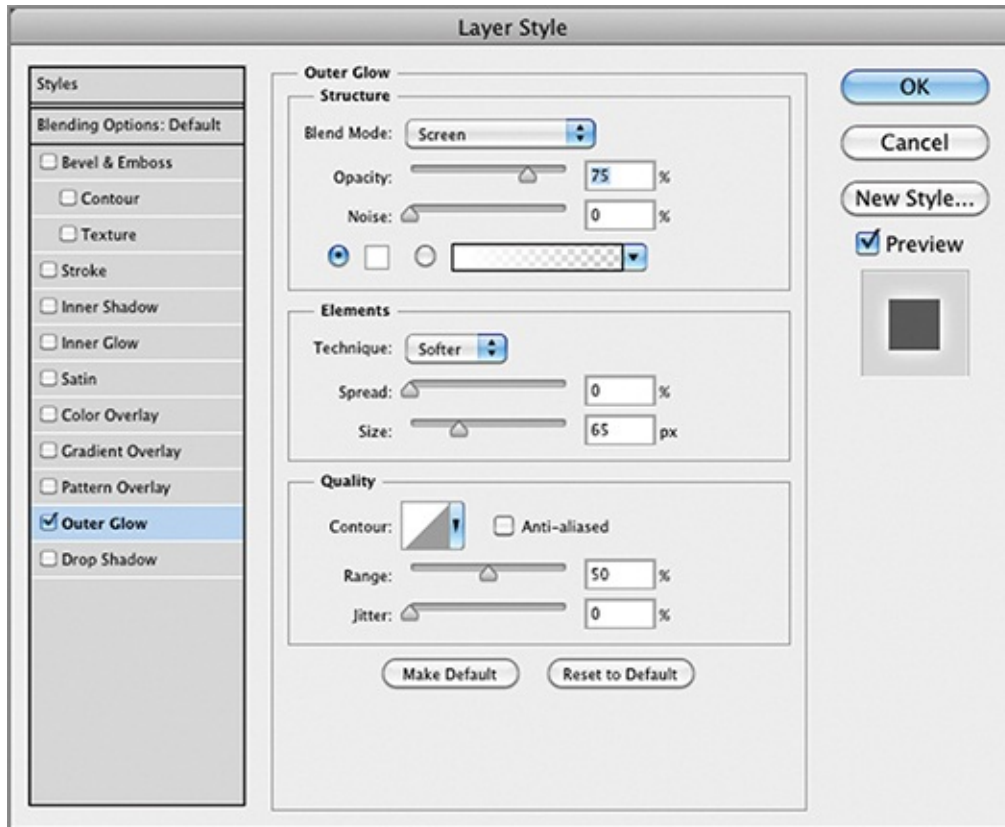 Layer Style
Styles
Blending Options: Default
Bevel & Emboss
Contour
Texture
Stroke
Inner Shadow
Inner Glow
Satin
Color Overlay
Gradient Overlay
Pattern Overlay
Outer Glow
Drop Shadow
Outer Glow
Structure
Blend Mode: Screen
Opacity: 75 %
Noise: 0 %
Elements
Technique: Softer
Spread: 0 %
Size: 65 px
Quality
Contour: Anti-aliased
Range: 50 %
Jitter: 0 %
Make Default Reset to Default
OK
Cancel
New Style...
Preview